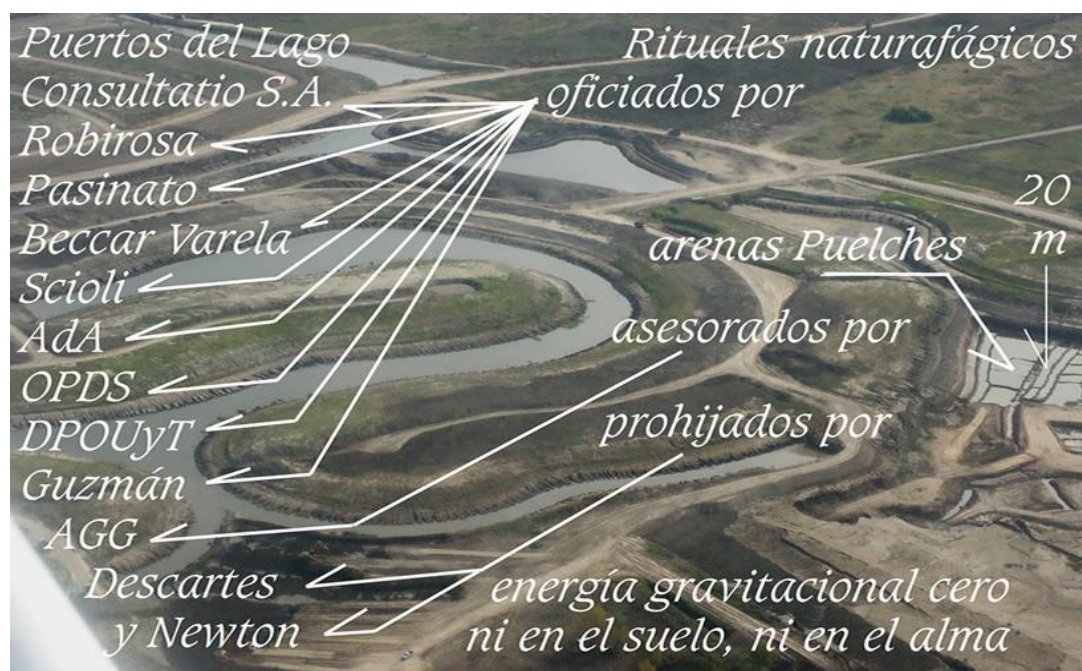 Puertos del Lago
Consultatio S.A.
Robirosa
Pasinato
Beccar Varela
Scioli
AdA
OPDS
DPOUyT
Guzmán
AGG
Descartes
y Newton
Rituales naturafágicos
oficiados por
20
m
arenas Puelches
asesorados por
prohijados por
energía gravitacional cero
ni en el suelo, ni en el alma